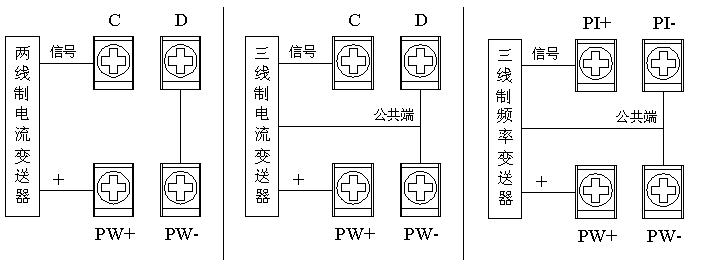 C D
两线制电流变送器
信号
+
PW+ PW-
C D
三线制电流变送器
信号
公共端
+
PW+ PW-
PI+ PI-
三线制频率变送器
信号
公共端
+
PW+ PW-